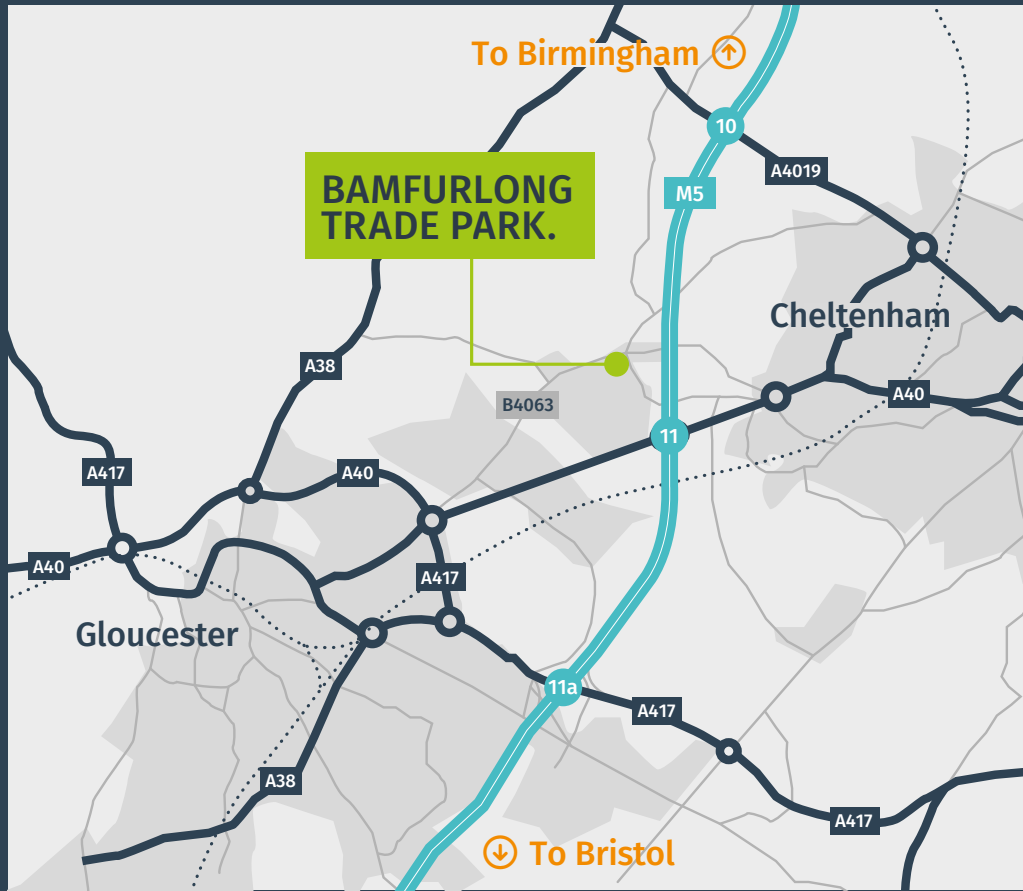 To Birmingham
10
A4019
M5
BAMFURLONG
TRADE PARK.
Cheltenham
A38
A40
B4063
11
A417
A40
A40
A417
Gloucester
11a
A417
A38
A417
To Bristol